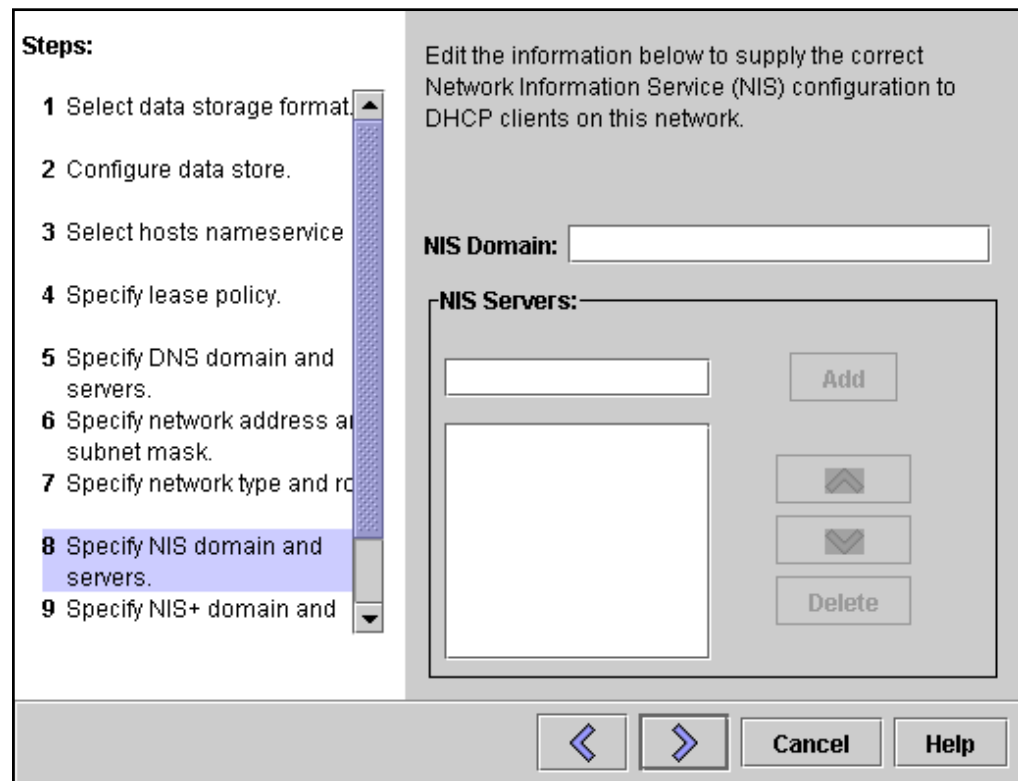 Steps:
1 Select data storage format.
2 Configure data store.
3 Select hosts nameservice
4 Specify lease policy.
5 Specify DNS domain and
servers.
6 Specify network address
subnet mask.
7 Specify network type and
8 Specify NIS domain and
servers.
9 Specify NIS+ domain and
Edit the information below to supply the correct
Network Information Service (NIS) configuration to
DHCP clients on this network.
NIS Domain:
NIS Servers:
Add
Delete
Cancel
Help